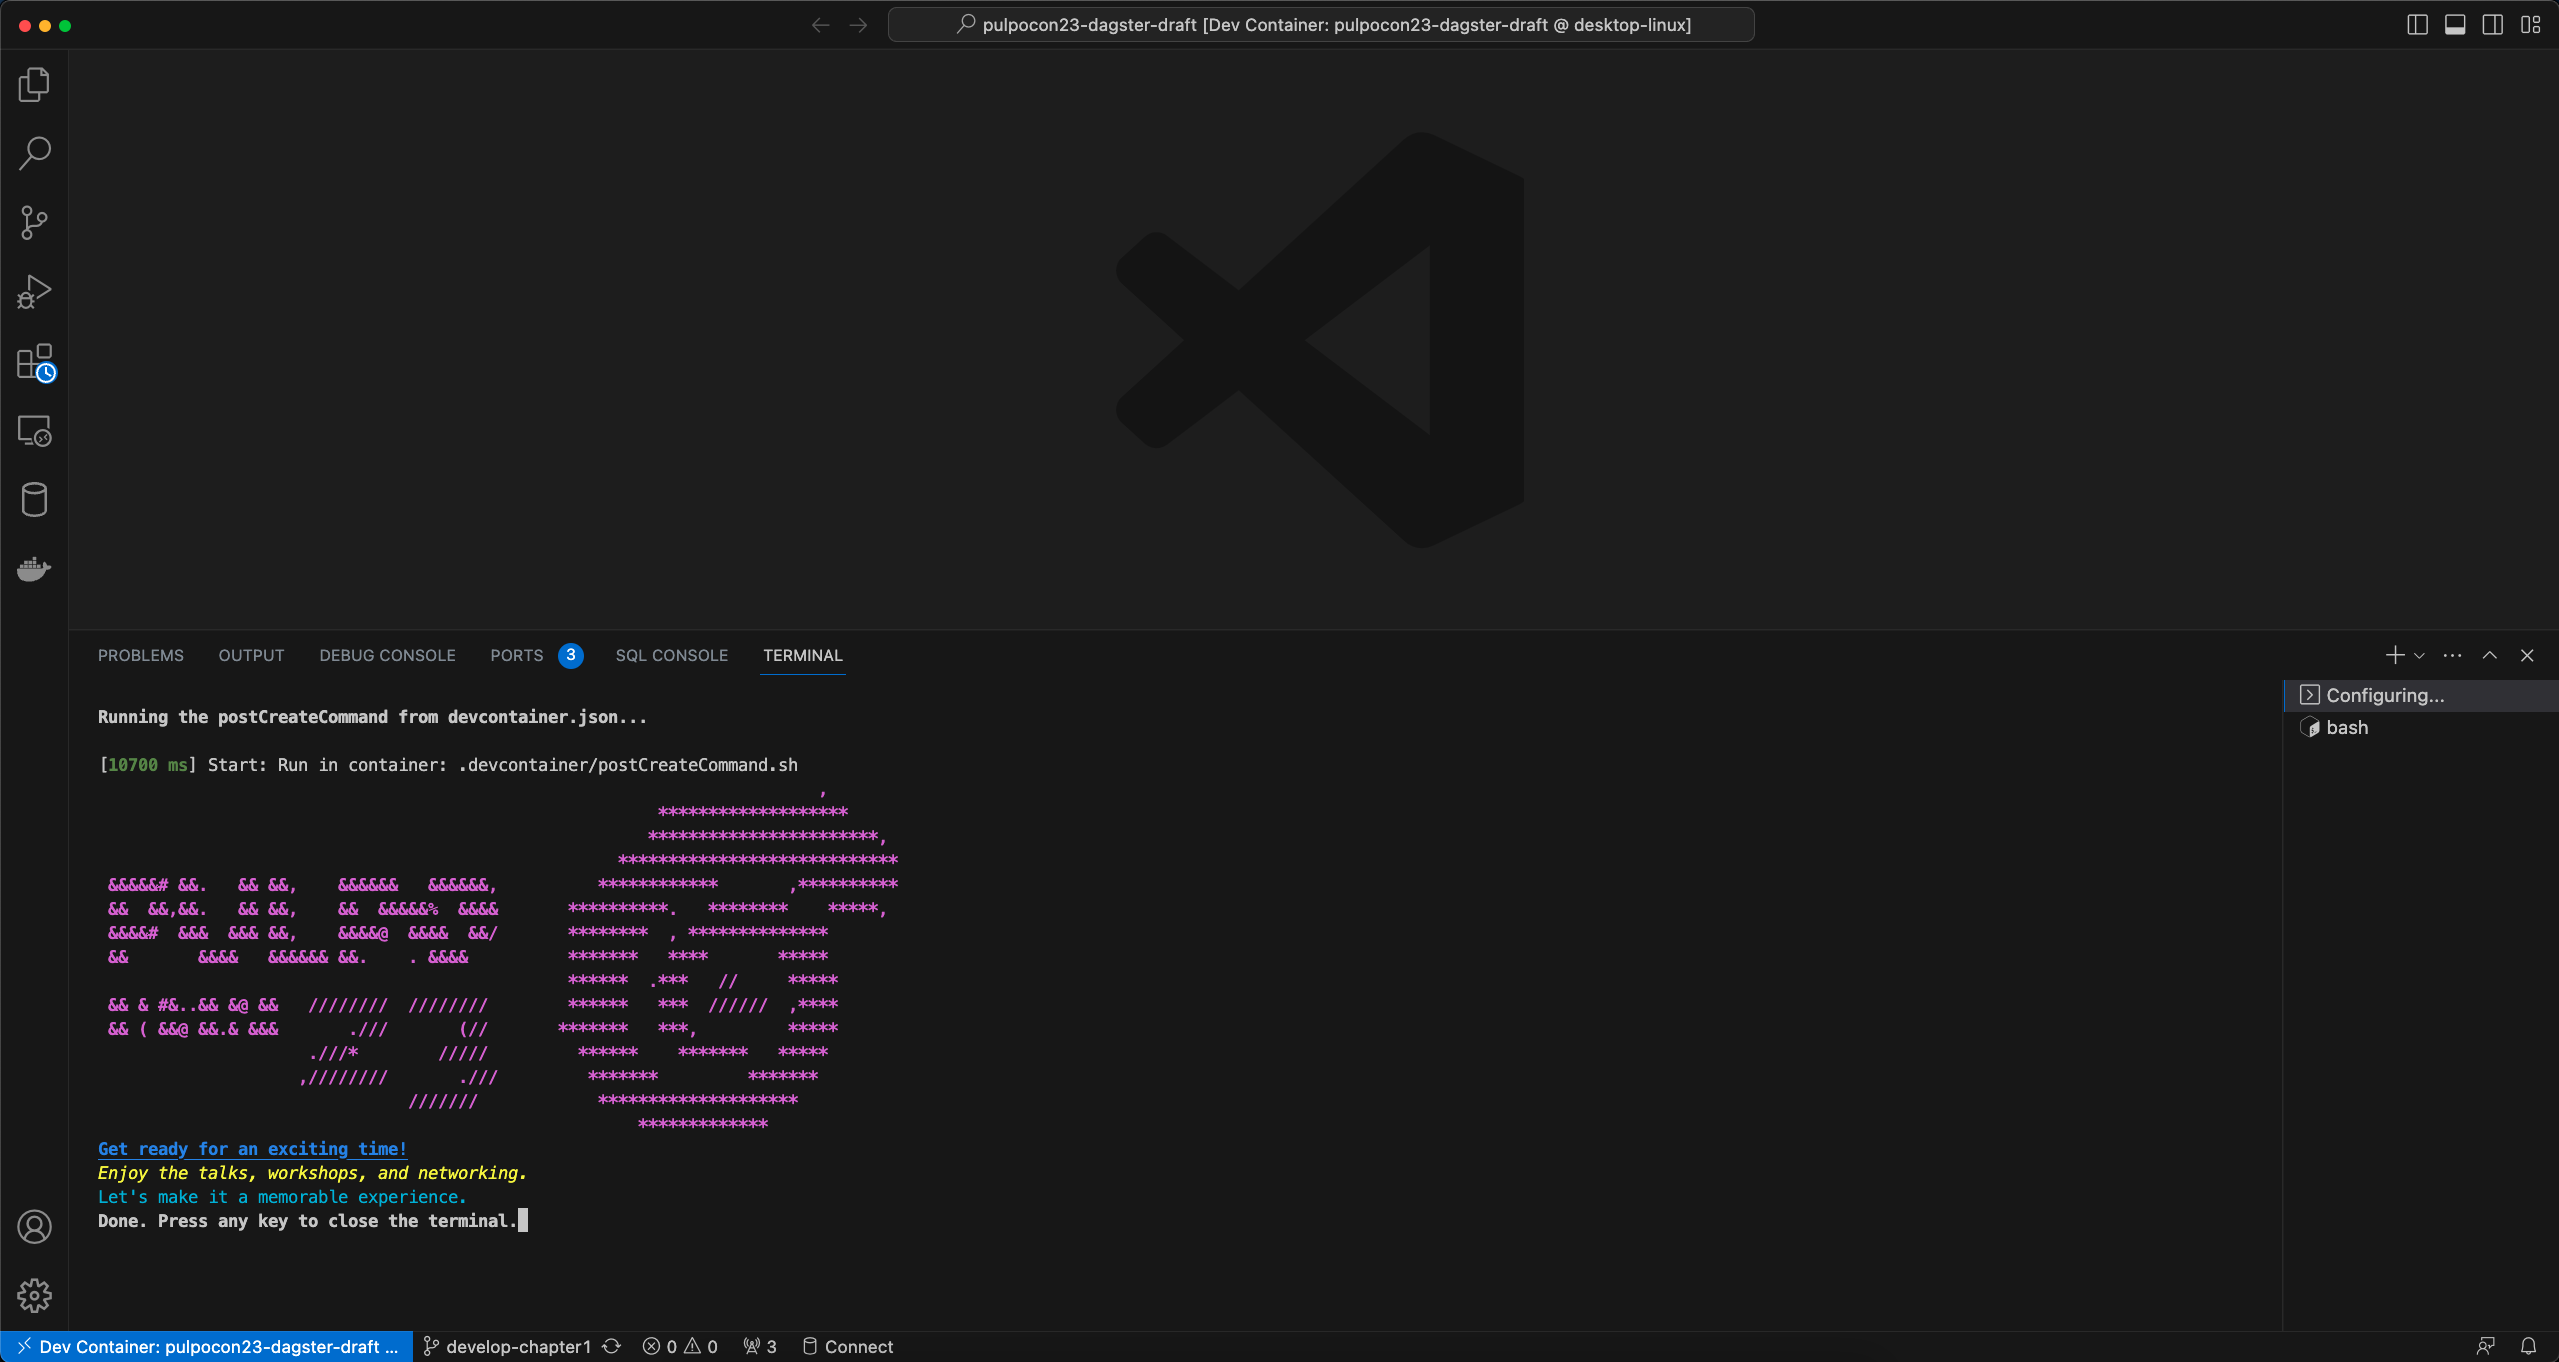 pulpocon23-dagster-draft [Dev Container: pulpocon23-dagster-draft @ desktop-linux]
PROBLEMS OUTPUT DEBUG CONSOLE PORTS 3 SQL CONSOLE TERMINAL
Running the postCreateCommand from devcontainer.json...
[10700 ms] Start: Run in container: .devcontainer/postCreateCommand.sh
Get ready for an exciting time!
Enjoy the talks, workshops, and networking.
Let's make it a memorable experience.
Done. Press any key to close the terminal.
Configuring...
bash
Dev Container: pulpocon23-dagster-draft ... develop-chapter1 0 0 3 Connect